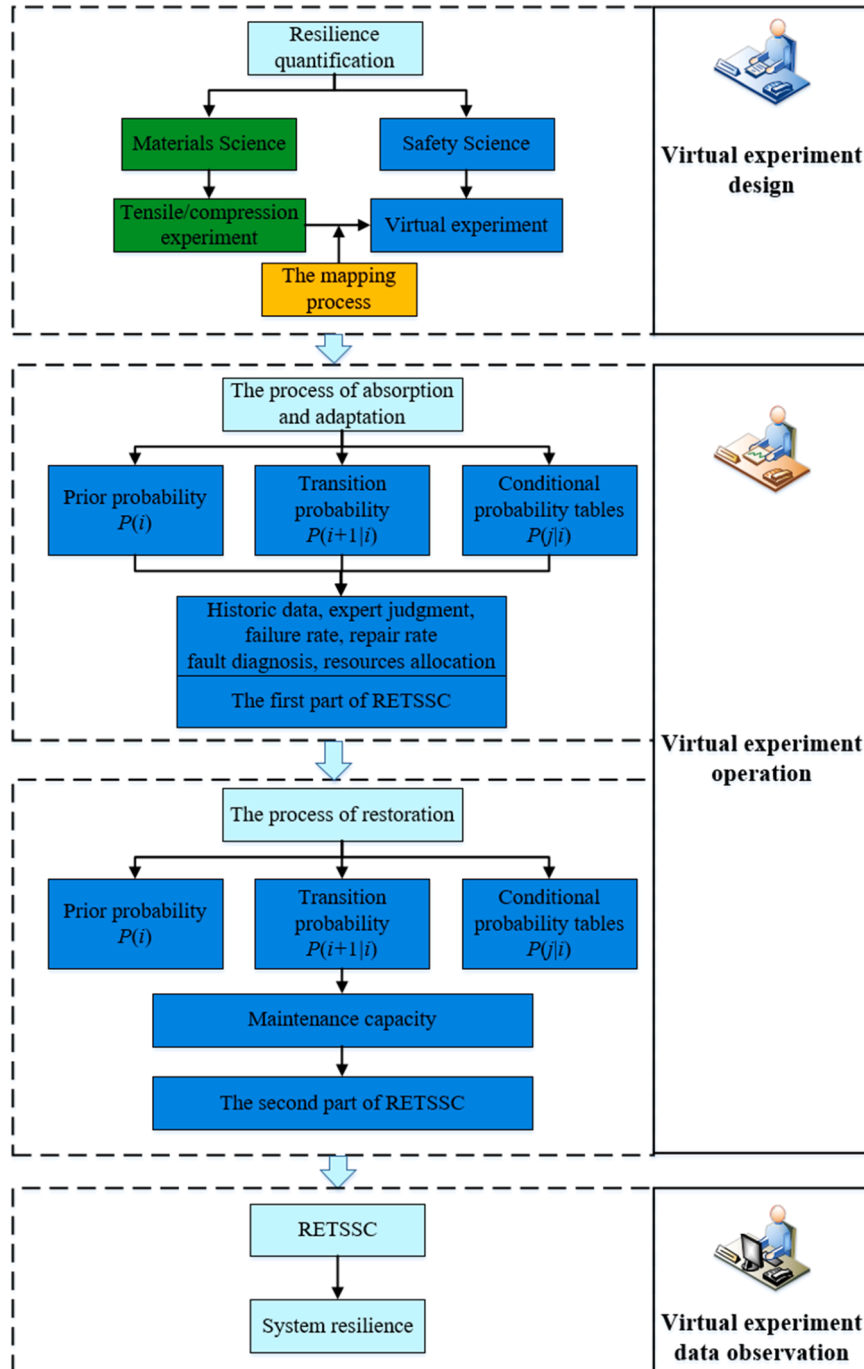 Resilience
quantification
Materials Science
Safety Science
Tensile/compression
experiment
Virtual experiment
The mapping
process
Virtual experiment
design
The process of absorption
and adaptation
Prior probability
P(i)
Transition
probability
P(i+1|i)
Conditional
probability tables
P(j|i)
Historic data, expert judgment,
failure rate, repair rate
fault diagnosis, resources allocation
The first part of RETSSC
Virtual experiment
operation
The process of restoration
Prior probability
P(i)
Transition
probability
P(i+1|i)
Conditional
probability tables
P(j|i)
Maintenance capacity
The second part of RETSSC
RETSSC
System resilience
Virtual experiment
data observation